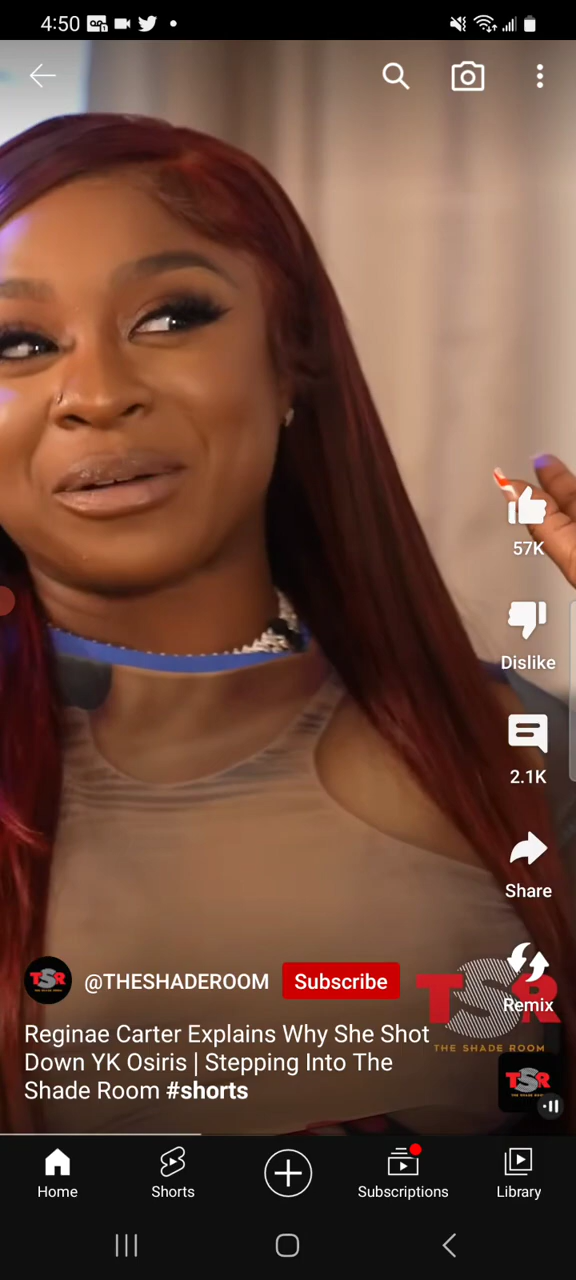 4:50
57K
Dislike
2.1K
Share
Remix
TSR
THE SHADE ROOM
TSR
@THESHADEROOM
Subscribe
Reginae Carter Explains Why She Shot
Down YK Osiris | Stepping Into The
Shade Room #shorts
TSR
Home
Shorts
Subscriptions
Library